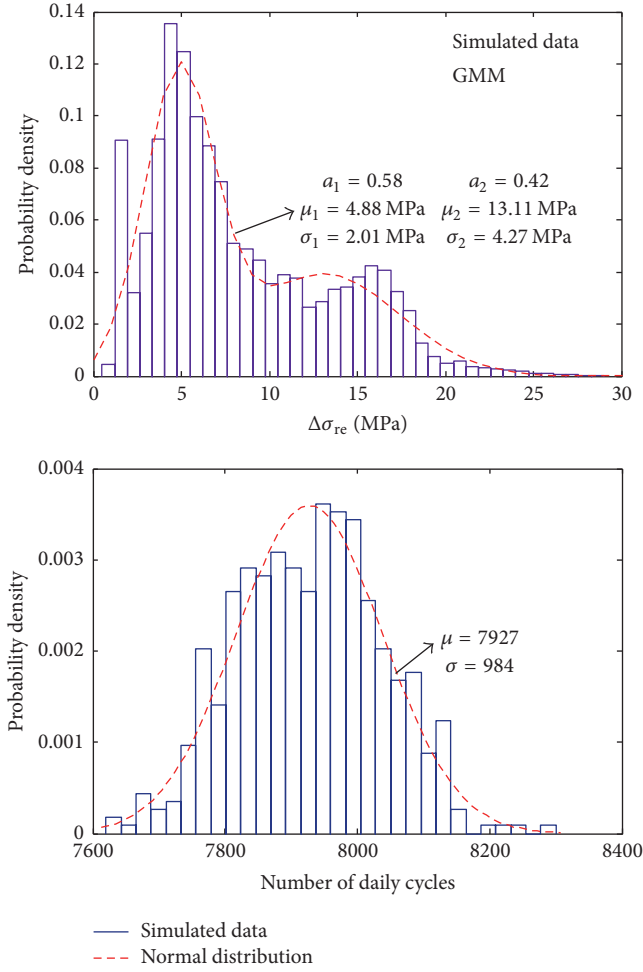 0.14
0.12
0.1
0.08
0.06
0.04
0.02
0
Probability density
Simulated data
GMM
a1 = 0.58 a2 = 0.42
μ1 = 4.88 MPa μ2 = 13.11 MPa
σ1 = 2.01 MPa σ2 = 4.27 MPa
0 5 10 15 20 25 30
Δσre (MPa)
0.004
0.003
0.002
0.001
0
Probability density
μ = 7927
σ = 984
7600 7800 8000 8200 8400
Number of daily cycles
Simulated data
Normal distribution